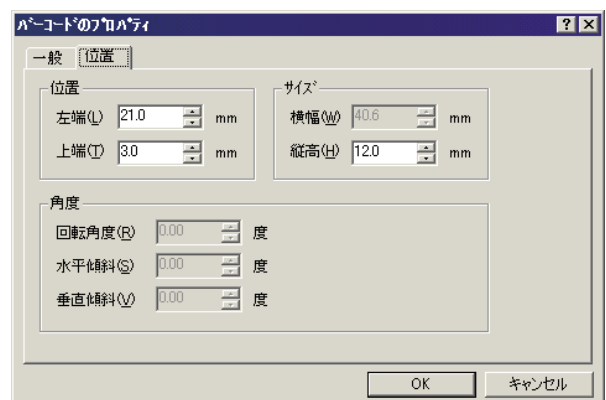 ﾊﾞｰｺｰﾄﾞのﾌﾟﾛﾊﾟﾃｨ
一般 位置
位置
左端(L) 21.0 mm
上端(T) 3.0 mm
サイズ
横幅(W) 40.6 mm
縦高(H) 12.0 mm
角度
回転角度(R) 0.00 度
水平傾斜(S) 0.00 度
垂直傾斜(V) 0.00 度
OK キャンセル